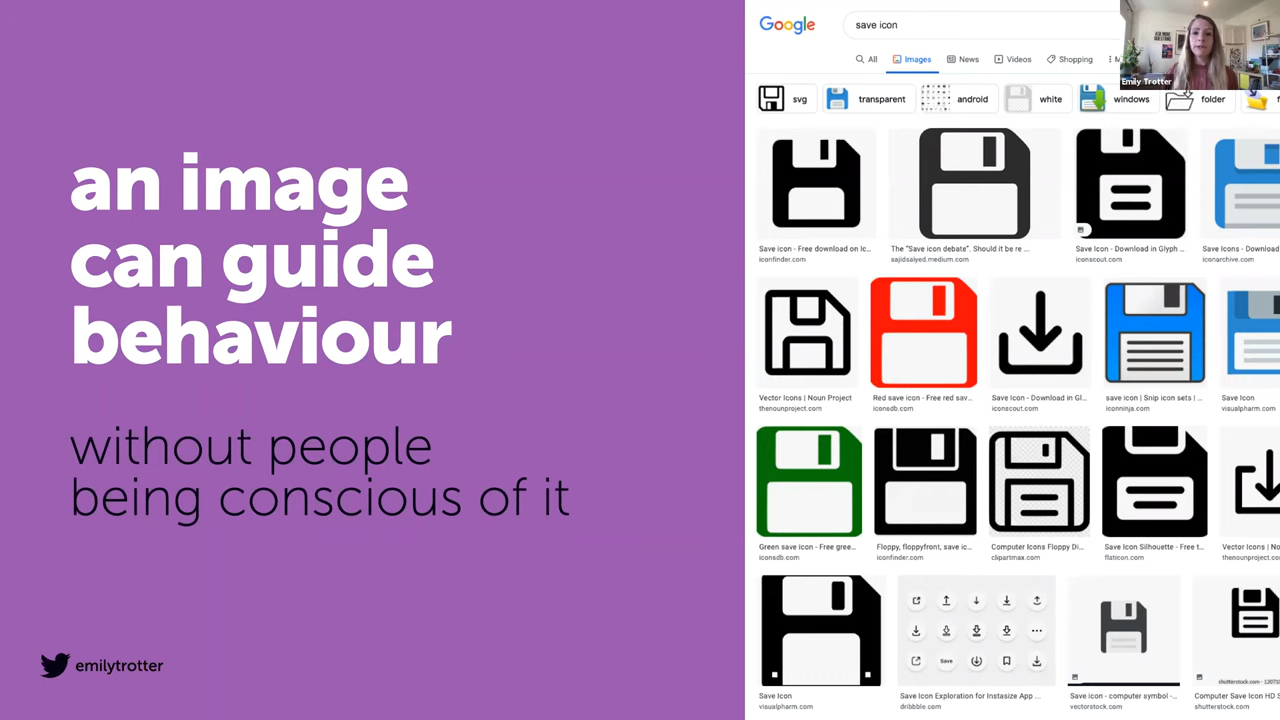 an image
can guide
behaviour
without people
being conscious of it
emilytrotter
Google
save icon
All
Images
News
Videos
Shopping
Emily Trotter
svg
transparent
android
white
windows
folder
Save icon - Free download on Ic...
iconfinder.com
The "Save icon debate". Should it be re ...
sajidsaiyed.medium.com
Save Icon - Download in Glyph ...
iconscout.com
Save Icons - Download
iconarchive.com
Vector Icons | Noun Project
thenounproject.com
Red save icon - Free red sav...
iconsdb.com
Save Icon - Download in Gl...
iconscout.com
save icon | Snip icon sets | ...
iconninja.com
Save Icon
visualpharm.com
Green save icon - Free gree...
iconsdb.com
Floppy, floppyfront, save ic...
iconfinder.com
Computer Icons Floppy Di...
clipartmax.com
Save Icon Silhouette - Free t...
flaticon.com
Vector Icons | No
thenounproject.com
Save
Save Icon
visualpharm.com
Save Icon Exploration for Instasize App ...
dribbble.com
Save icon - computer symbol -...
vectorstock.com
shutterstock.com
Computer Save Icon HD S
shutterstock.com